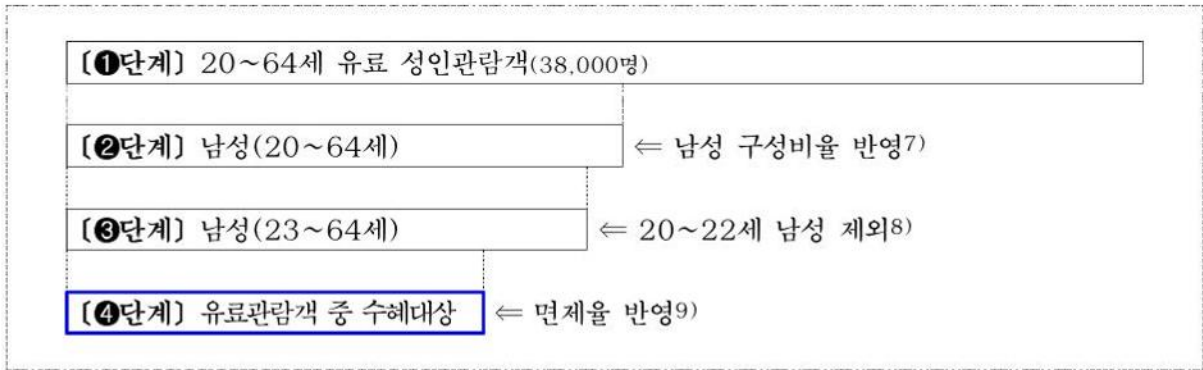 〔❶단계〕 20～64세 유료 성인관람객(38,000명)
〔❷단계〕 남성(20～64세) ⇐ 남성 구성비율 반영7)
〔❸단계〕 남성(23～64세) ⇐ 20～22세 남성 제외8)
〔❹단계〕 유료관람객 중 수혜대상 ⇐ 면제율 반영9)